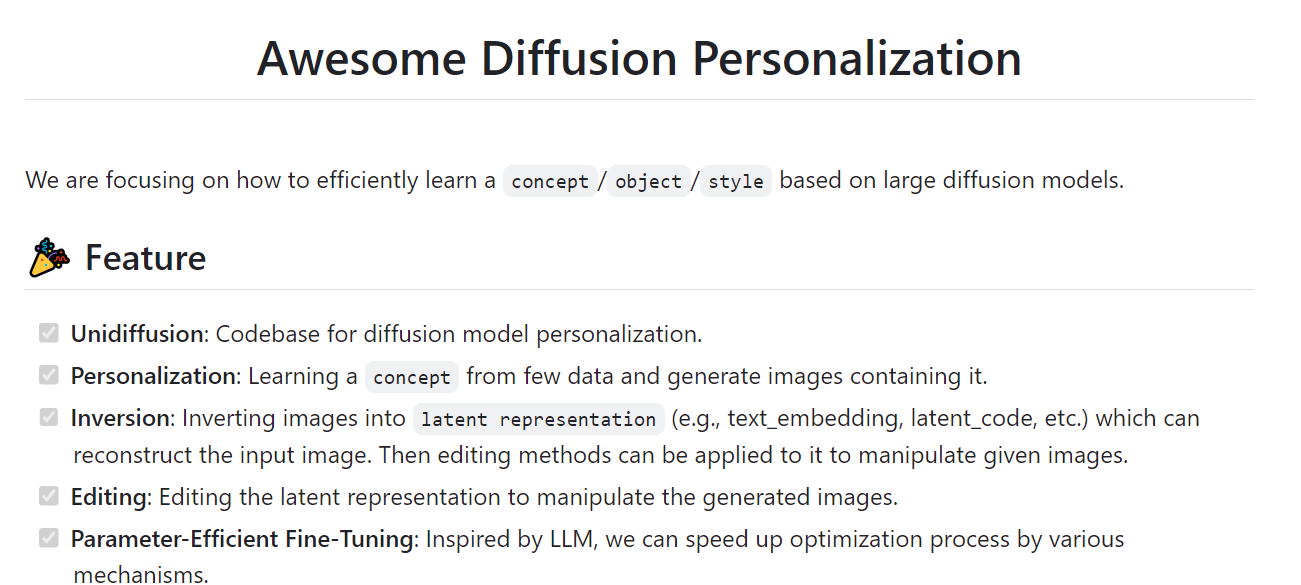 Awesome Diffusion Personalization
We are focusing on how to efficiently learn a concept/object/style based on large diffusion models.
Feature
Unidiffusion: Codebase for diffusion model personalization.
Personalization: Learning a concept from few data and generate images containing it.
Inversion: Inverting images into latent representation (e.g., text_embedding, latent_code, etc.) which can
reconstruct the input image. Then editing methods can be applied to it to manipulate given images.
Editing: Editing the latent representation to manipulate the generated images.
Parameter-Efficient Fine-Tuning: Inspired by LLM, we can speed up optimization process by various
mechanisms.